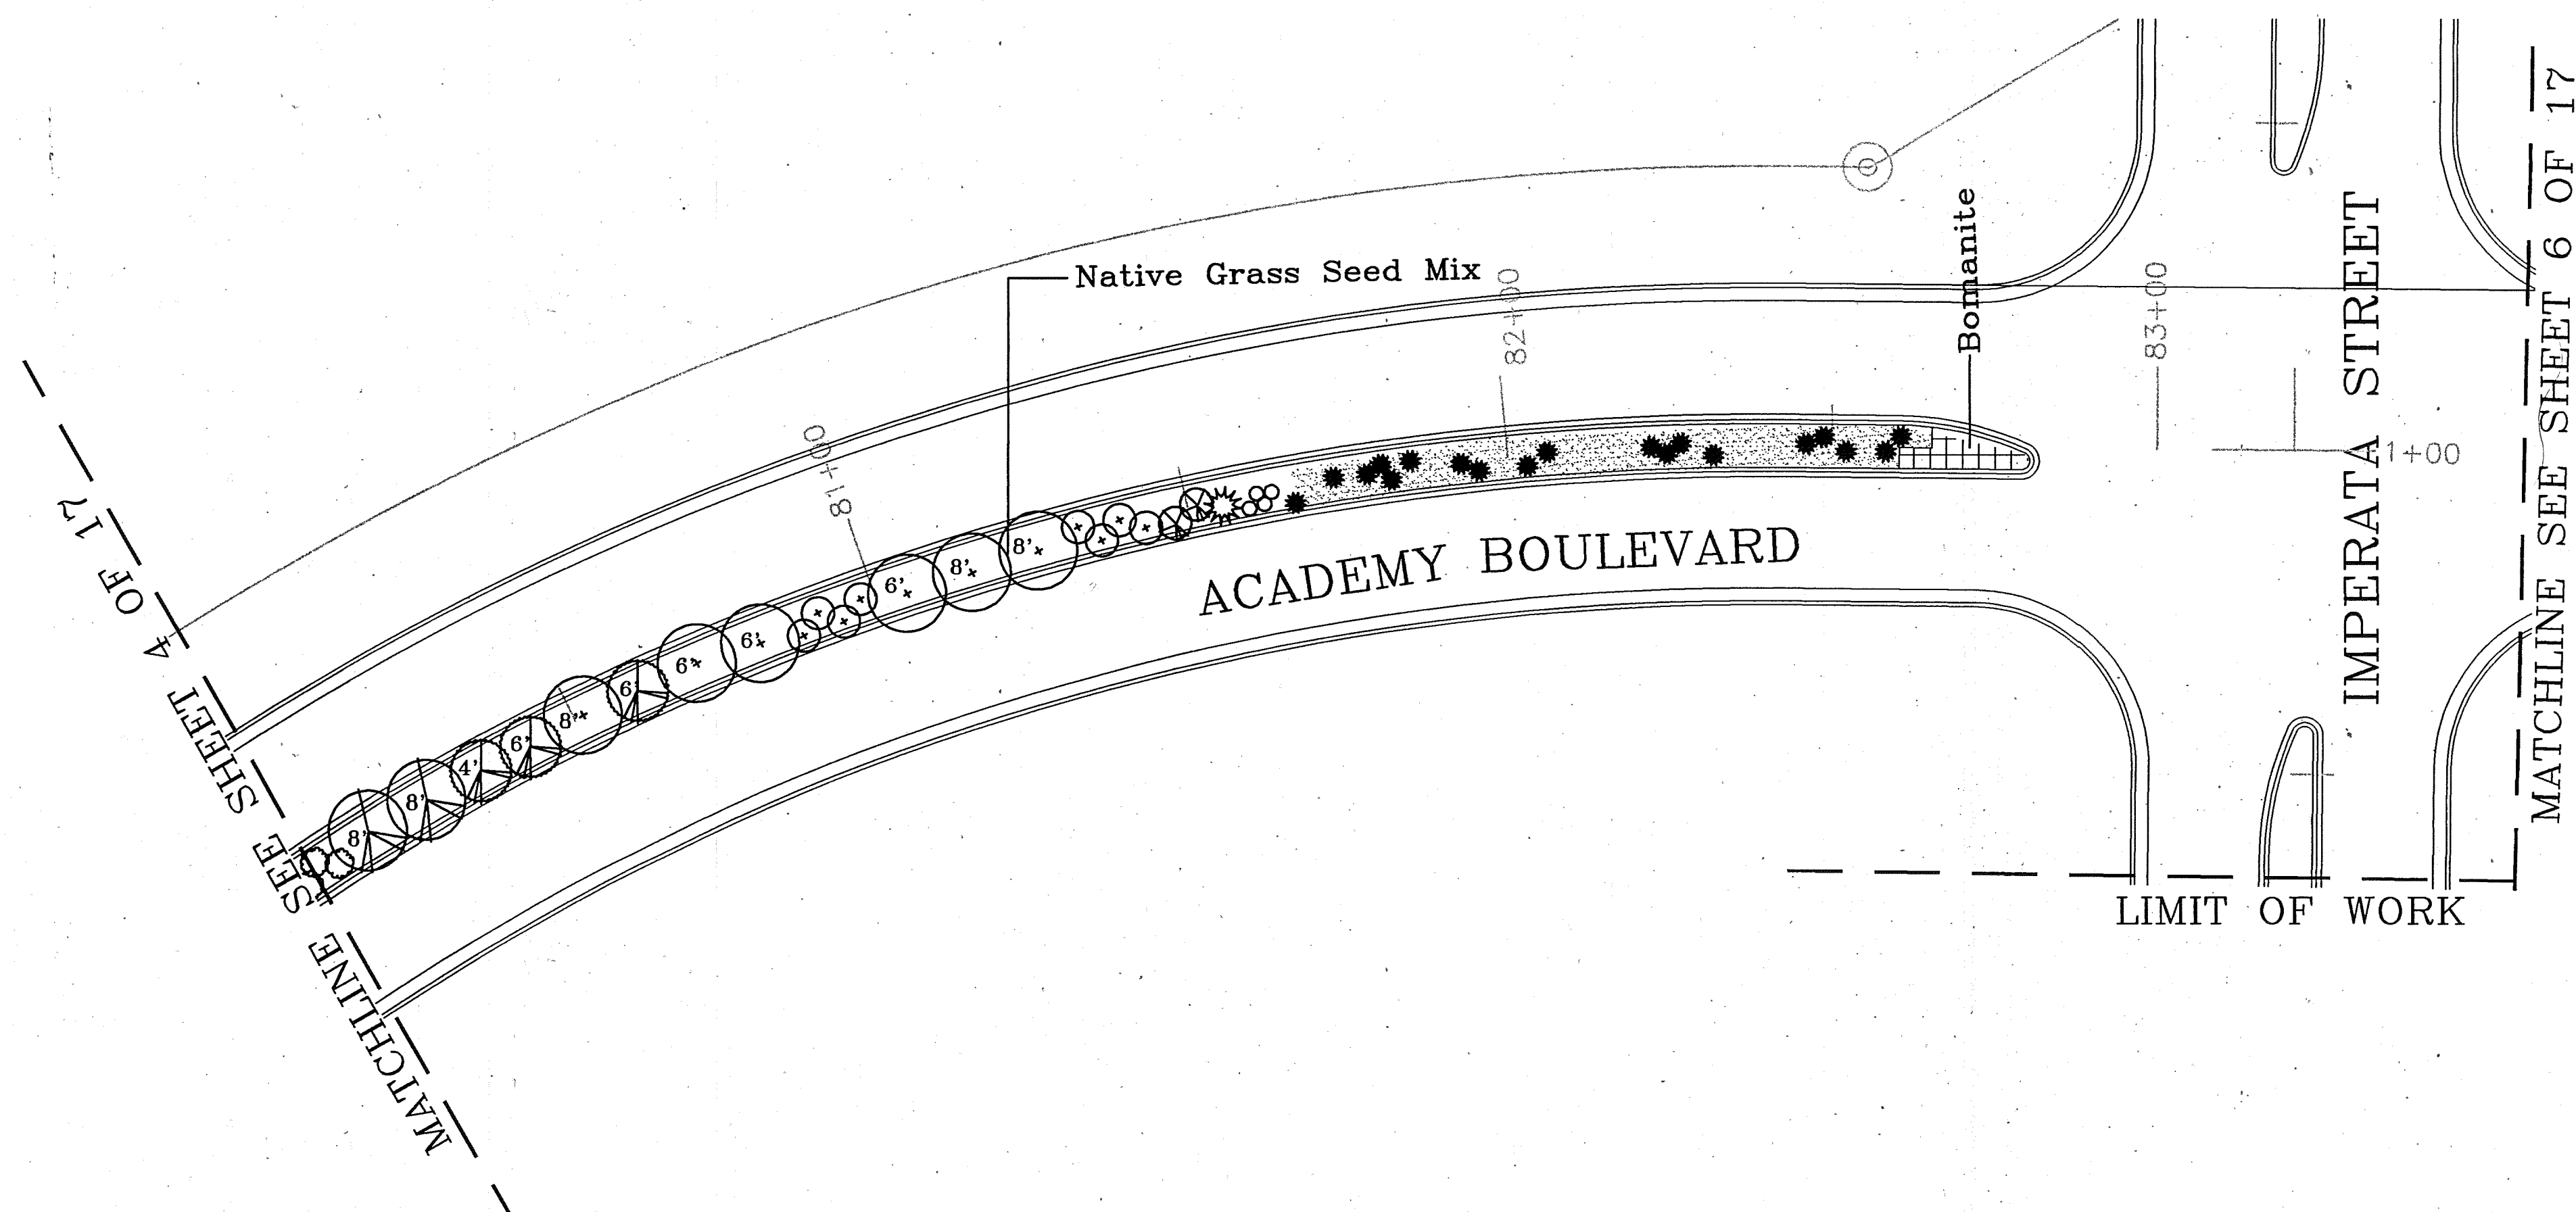 Native Grass Seed Mix
Bomanite
81+00
82+00
83+00
1+00
8'
8'
4'
6'
8'
6'
6'
6'
6'
8'
8'
ACADEMY BOULEVARD
IMPERATA STREET
MATCHLINE SEE SHEET 4 OF 17
MATCHLINE SEE SHEET 6 OF 17
LIMIT OF WORK